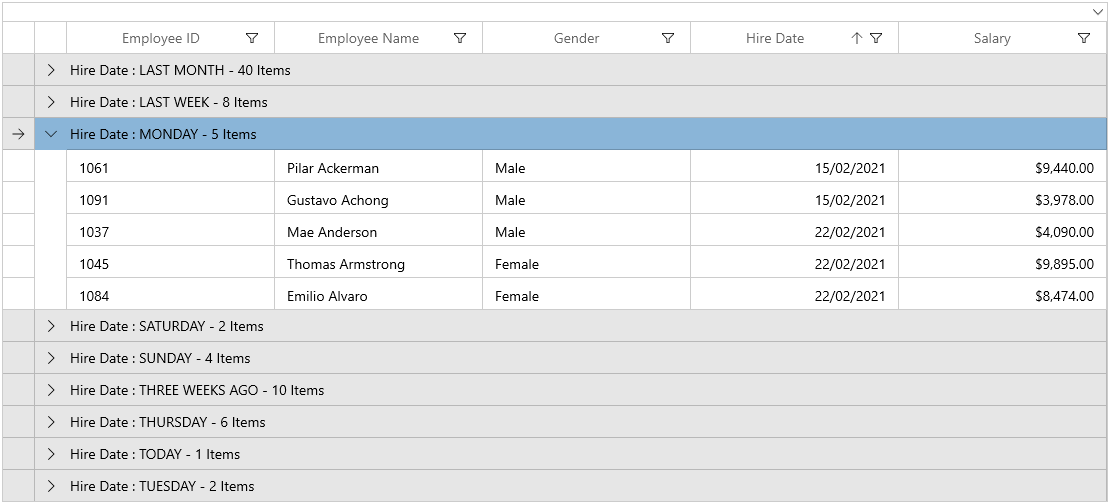 Employee ID Employee Name Gender Hire Date Salary
Hire Date : LAST MONTH - 40 Items
Hire Date : LAST WEEK - 8 Items
Hire Date : MONDAY - 5 Items
1061 Pilar Ackerman Male 15/02/2021 $9,440.00
1091 Gustavo Achong Male 15/02/2021 $3,978.00
1037 Mae Anderson Male 22/02/2021 $4,090.00
1045 Thomas Armstrong Female 22/02/2021 $9,895.00
1084 Emilio Alvaro Female 22/02/2021 $8,474.00
Hire Date : SATURDAY - 2 Items
Hire Date : SUNDAY - 4 Items
Hire Date : THREE WEEKS AGO - 10 Items
Hire Date : THURSDAY - 6 Items
Hire Date : TODAY - 1 Items
Hire Date : TUESDAY - 2 Items